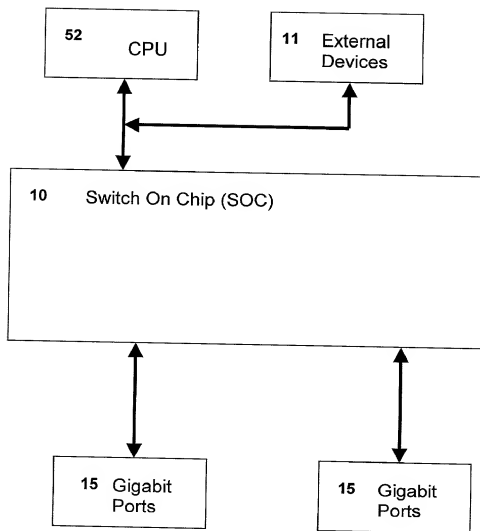 52 CPU
11 External
Devices
10 Switch On Chip (SOC)
15 Gigabit
Ports
15 Gigabit
Ports